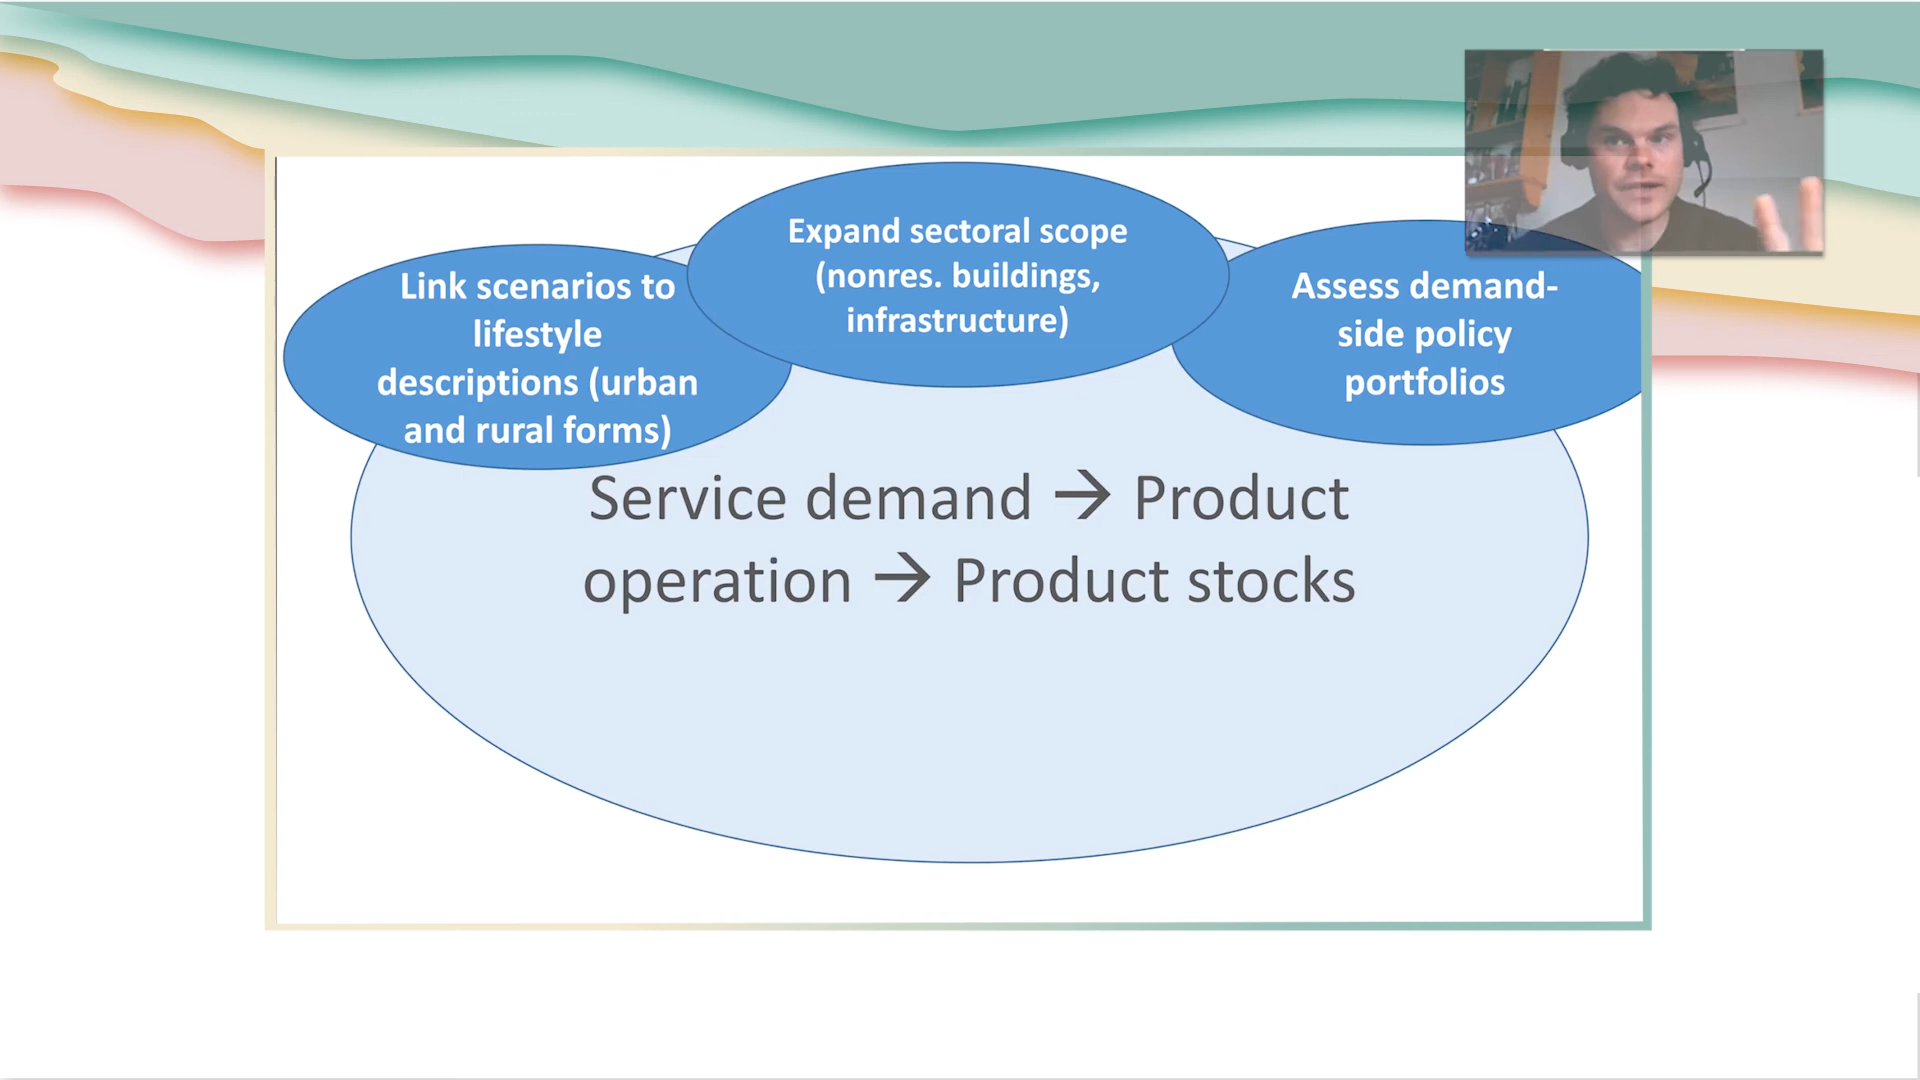 Link scenarios to
lifestyle
descriptions (urban
and rural forms)
Expand sectoral scope
(nonres. buildings,
infrastructure)
Assess demand-
side policy
portfolios
Service demand → Product
operation → Product stocks